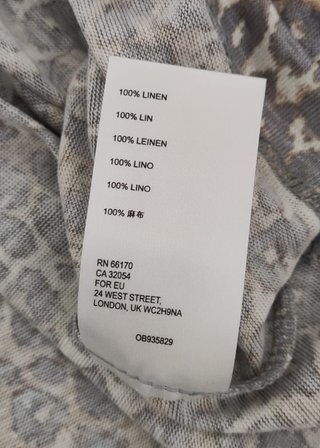 100% LINEN
100% LIN
100% LEINEN
100% LINO
100% LINO
100% 麻布
RN 66170
CA 32054
FOR EU
24 WEST STREET,
LONDON, UK WC2H9NA
OB935829